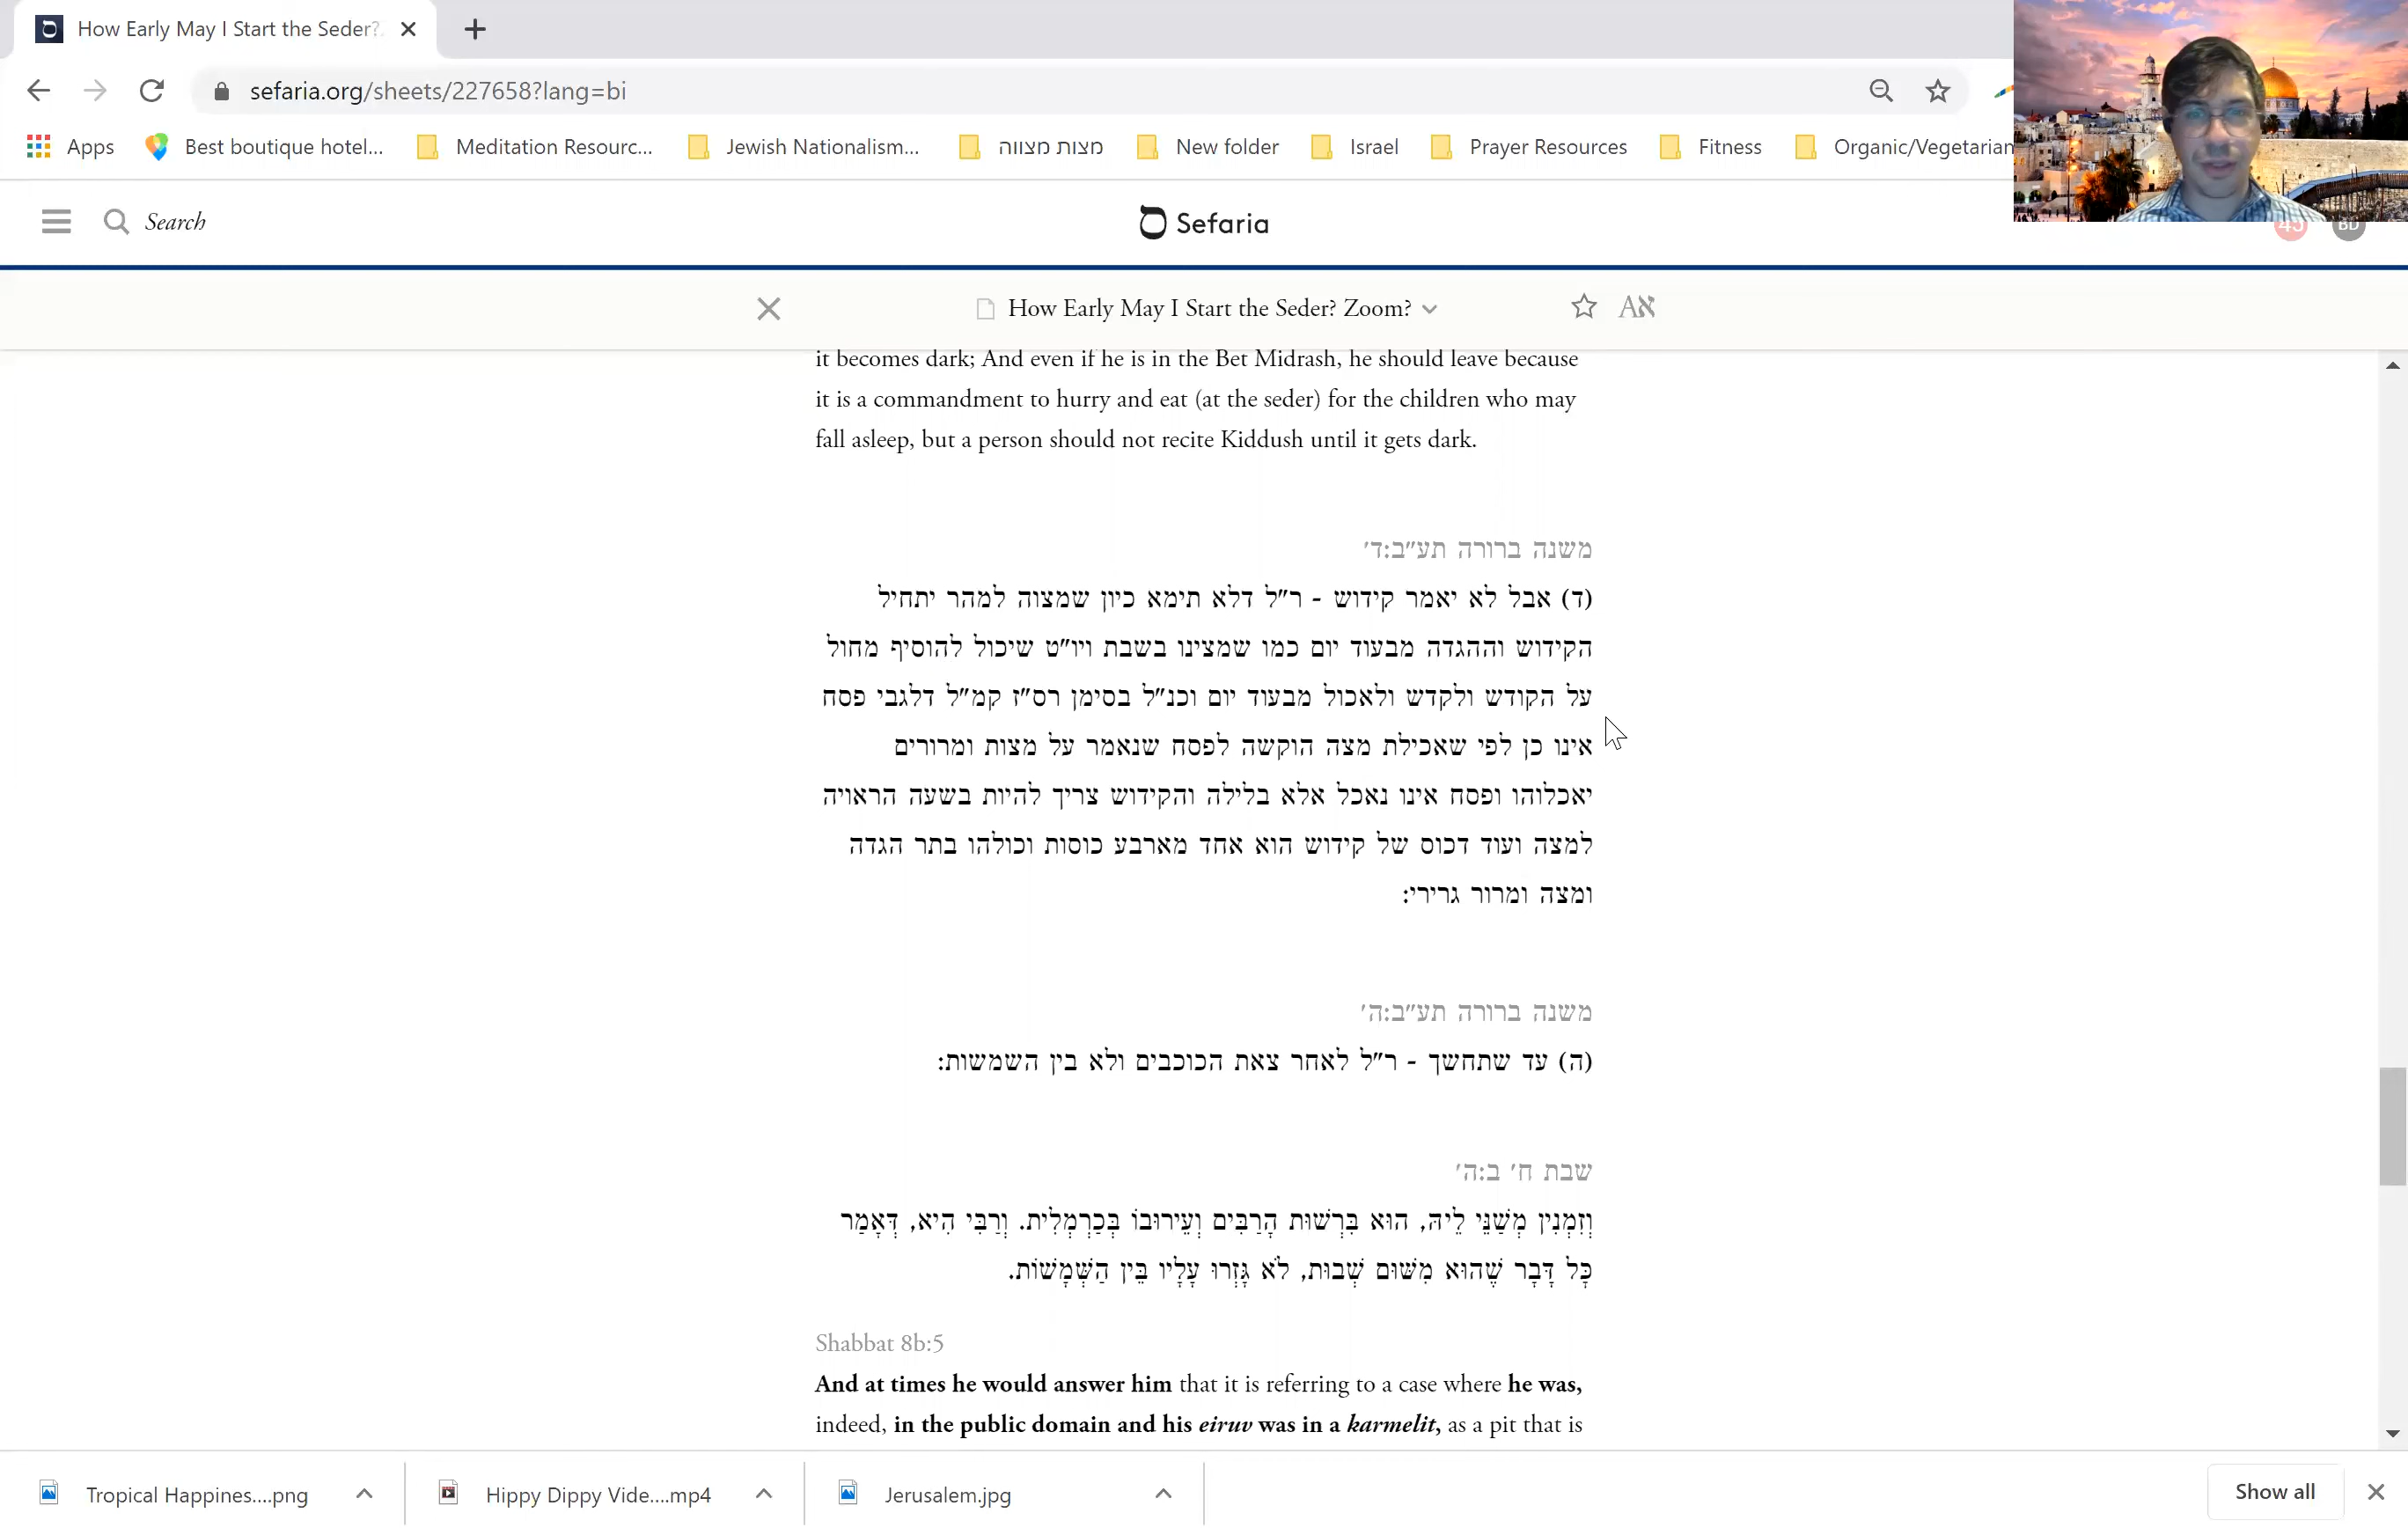 How Early May I Start the Seder?
sefaria.org/sheets/227658?lang=bi
Apps
Best boutique hotel...
Meditation Resourc...
Jewish Nationalism...
מצות מצווה
New folder
Israel
Prayer Resources
Fitness
Organic/Vegetarian
Search
Sefaria
45
BD
How Early May I Start the Seder? Zoom?
Aא
it becomes dark; And even if he is in the Bet Midrash, he should leave because
it is a commandment to hurry and eat (at the seder) for the children who may
fall asleep, but a person should not recite Kiddush until it gets dark.
משנה ברורה תע״ב:ד׳
(ד) אבל לא יאמר קידוש - ר״ל דלא תימא כיון שמצוה למהר יתחיל
הקידוש וההגדה מבעוד יום כמו שמצינו בשבת ויו״ט שיכול להוסיף מחול
על הקודש ולקדש ולאכול מבעוד יום וכנ״ל בסימן רס״ז קמ״ל דלגבי פסח
אינו כן לפי שאכילת מצה הוקשה לפסח שנאמר על מצות ומרורים
יאכלוהו ופסח אינו נאכל אלא בלילה והקידוש צריך להיות בשעה הראויה
למצה ועוד דכוס של קידוש הוא אחד מארבע כוסות וכולהו בתר הגדה
ומצה ומרור גרירי:
משנה ברורה תע״ב:ה׳
(ה) עד שתחשך - ר״ל לאחר צאת הכוכבים ולא בין השמשות:
שבת ח׳ ב:ה׳
וְזִמְנִין מְשַׁנֵּי לֵיהּ, הוּא בִּרְשׁוּת הָרַבִּים וְעֵירוּבוֹ בְּכַרְמְלִית. וְרַבִּי הִיא, דְּאָמַר
כׇּל דָּבָר שֶׁהוּא מִשּׁוּם שְׁבוּת, לֹא גָּזְרוּ עָלָיו בֵּין הַשְּׁמָשׁוֹת.
Shabbat 8b:5
And at times he would answer him that it is referring to a case where he was,
indeed, in the public domain and his eiruv was in a karmelit, as a pit that is
Tropical Happines....png
Hippy Dippy Vide....mp4
Jerusalem.jpg
Show all